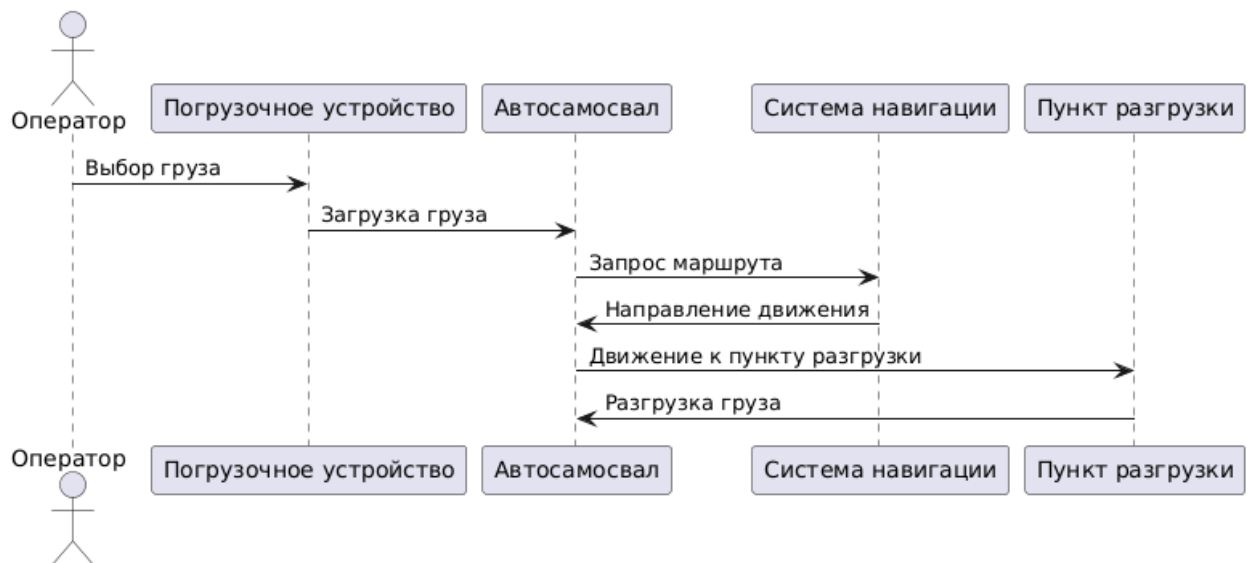 Оператор
Погрузочное устройство
Автосамосвал
Система навигации
Пункт разгрузки
Выбор груза
Загрузка груза
Запрос маршрута
Направление движения
Движение к пункту разгрузки
Разгрузка груза
Оператор
Погрузочное устройство
Автосамосвал
Система навигации
Пункт разгрузки